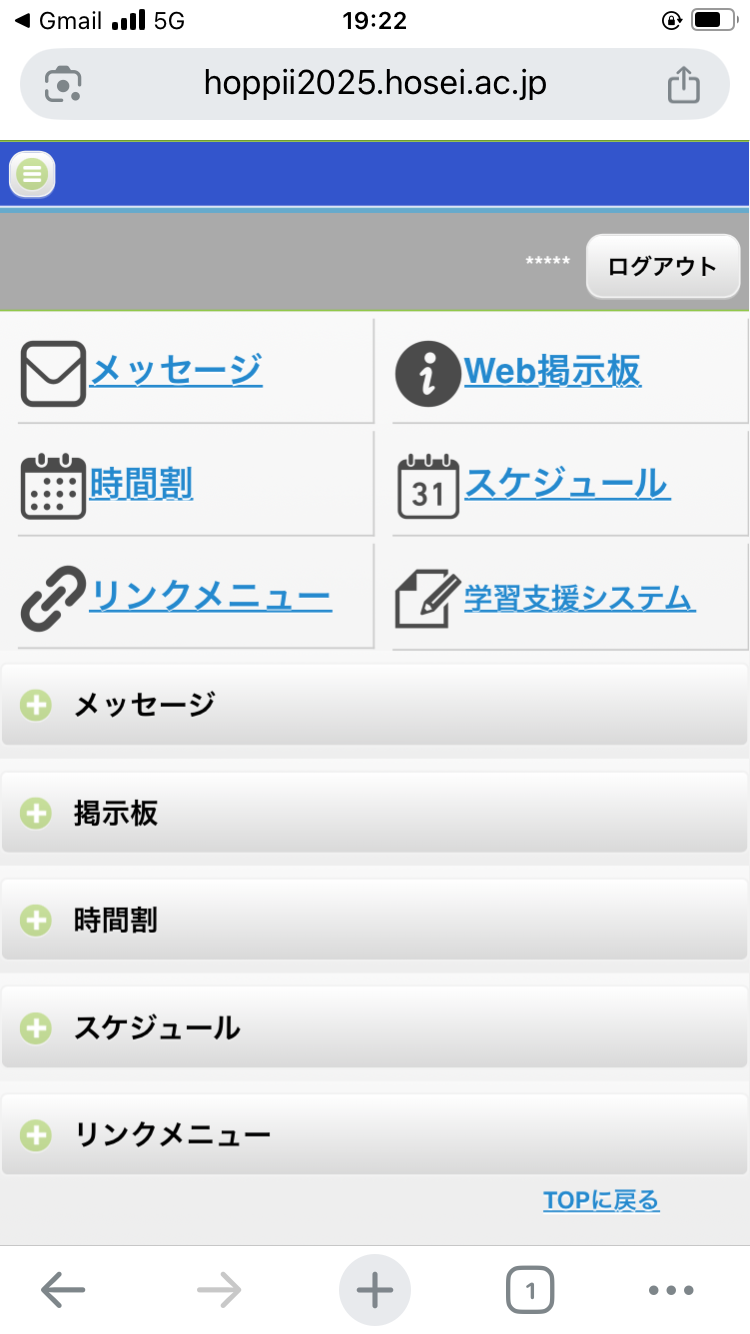 Gmail 5G 19:22
hoppii2025.hosei.ac.jp
***** ログアウト
メッセージ Web掲示板
時間割 31 スケジュール
リンクメニュー 学習支援システム
メッセージ
掲示板
時間割
スケジュール
リンクメニュー
TOPに戻る
1